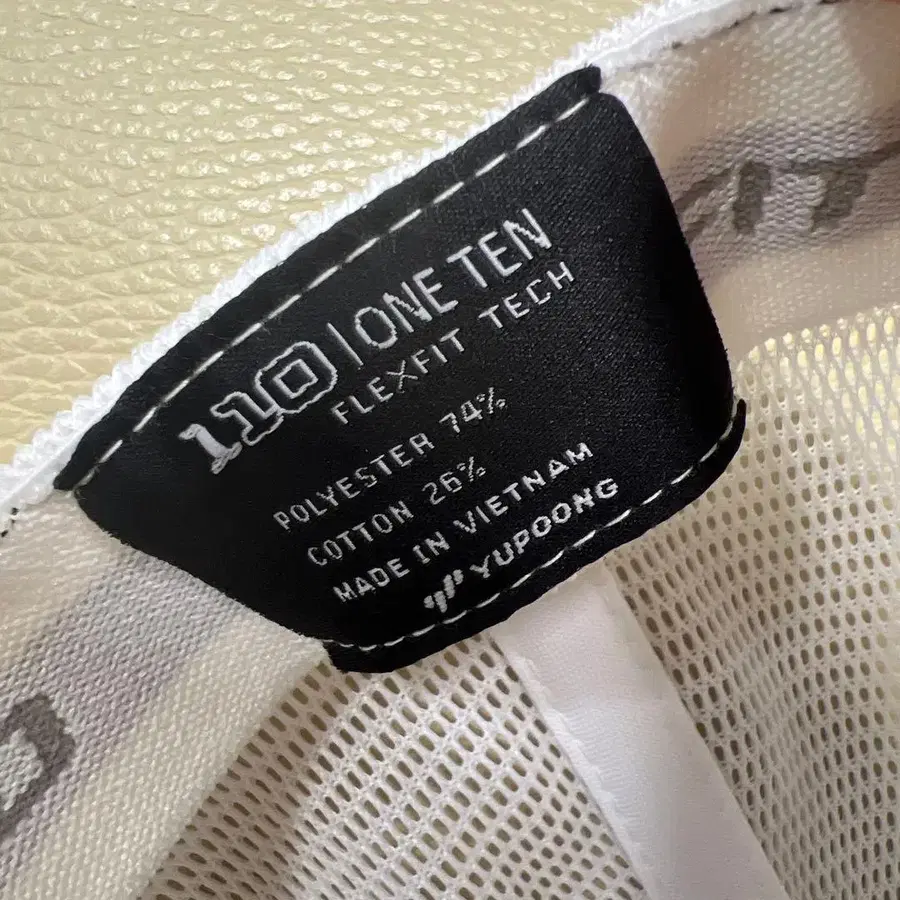 110 | ONE TEN
FLEXFIT TECH
POLYESTER 74%
COTTON 26%
MADE IN VIETNAM
YUPOONG